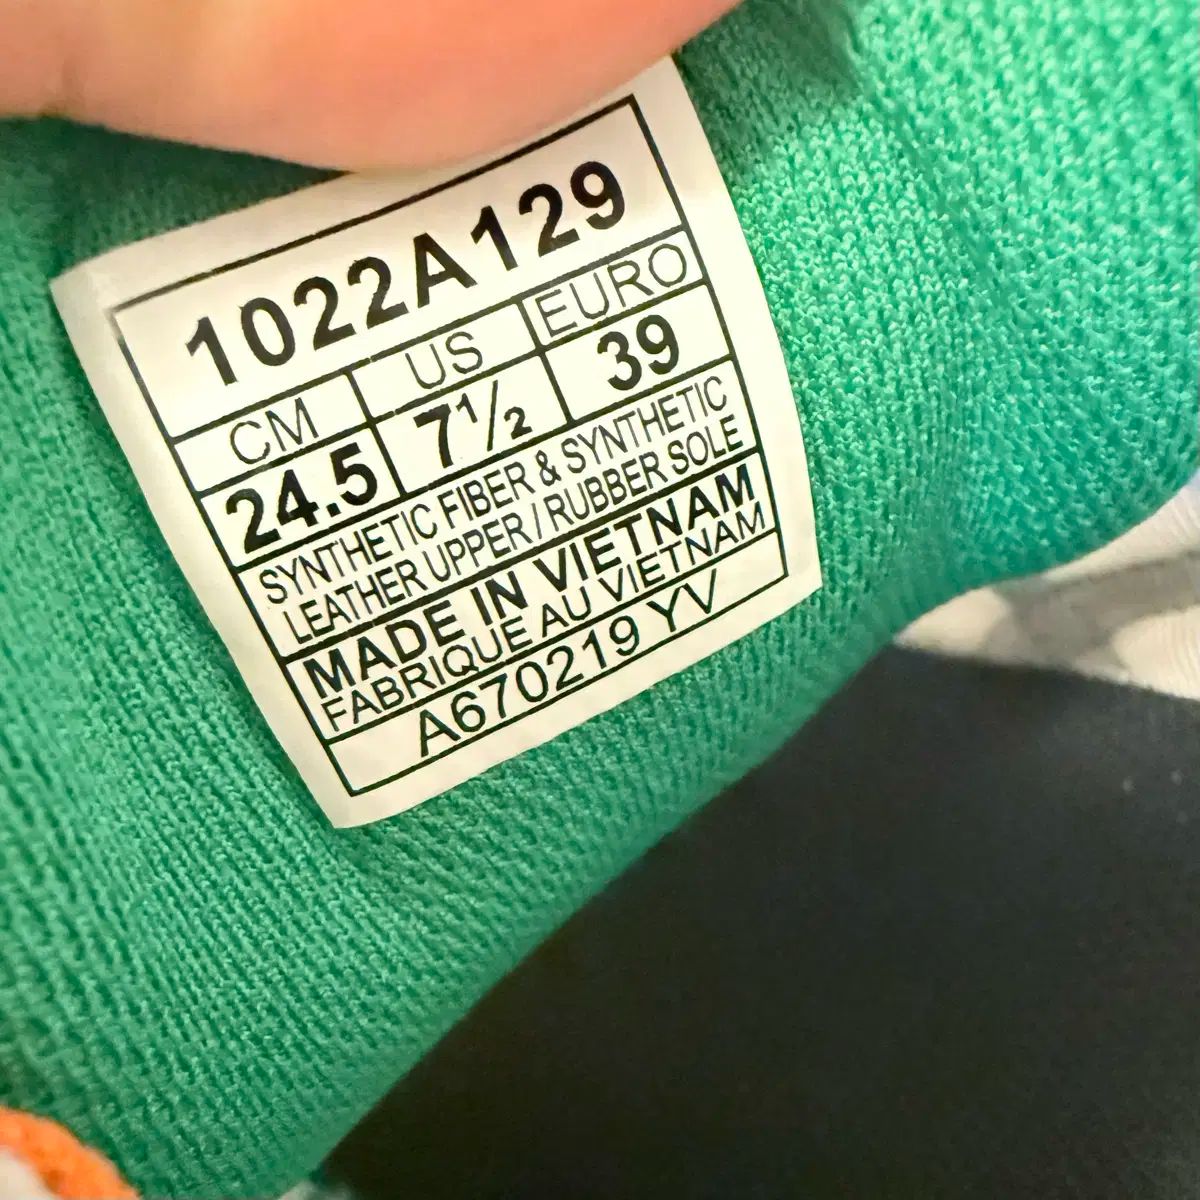 1022A129
CM US EURO
24.5 7½ 39
SYNTHETIC FIBER & SYNTHETIC
LEATHER UPPER / RUBBER SOLE
MADE IN VIETNAM
FABRIQUE AU VIETNAM
A670219 YV